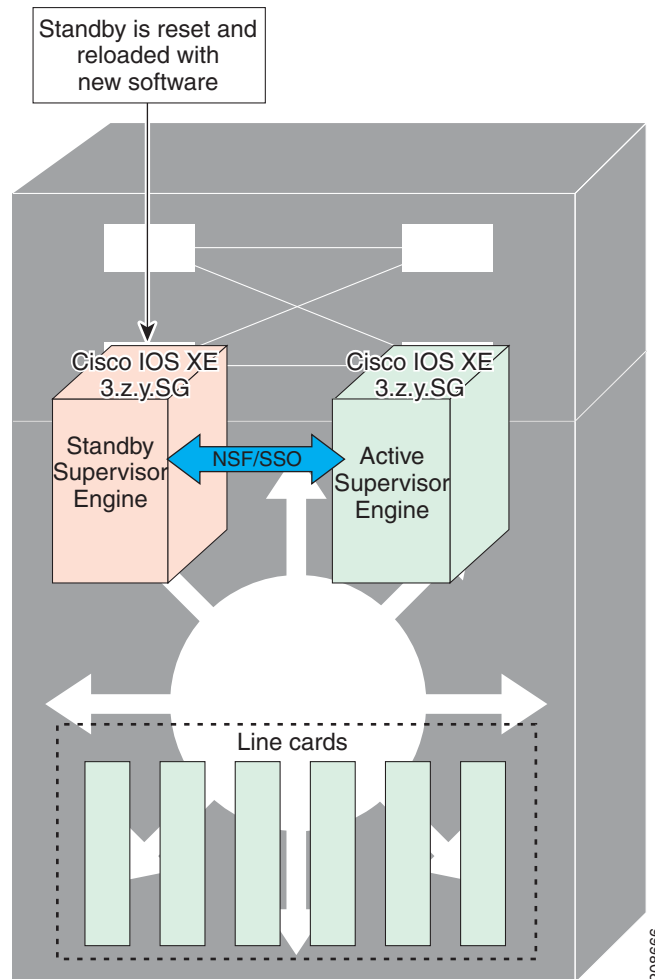 Standby is reset and
reloaded with
new software
Cisco IOS XE
3.z.y.SG
Cisco IOS XE
3.z.y.SG
Standby
Supervisor
Engine
NSF/SSO
Active
Supervisor
Engine
Line cards